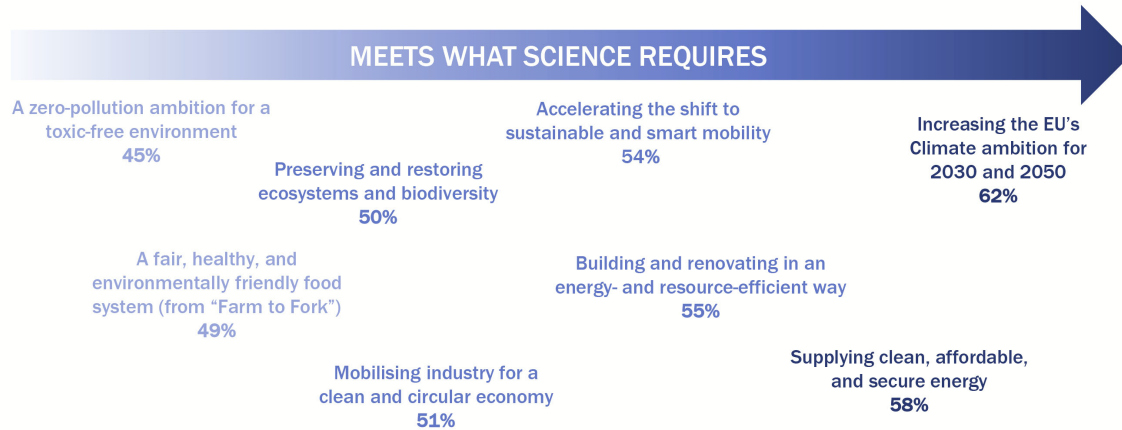 MEETS WHAT SCIENCE REQUIRES
A zero-pollution ambition for a
toxic-free environment
45%
Preserving and restoring
ecosystems and biodiversity
50%
Accelerating the shift to
sustainable and smart mobility
54%
Increasing the EU's
Climate ambition for
2030 and 2050
62%
A fair, healthy, and
environmentally friendly food
system (from “Farm to Fork”)
49%
Building and renovating in an
energy- and resource-efficient way
55%
Mobilising industry for a
clean and circular economy
51%
Supplying clean, affordable,
and secure energy
58%